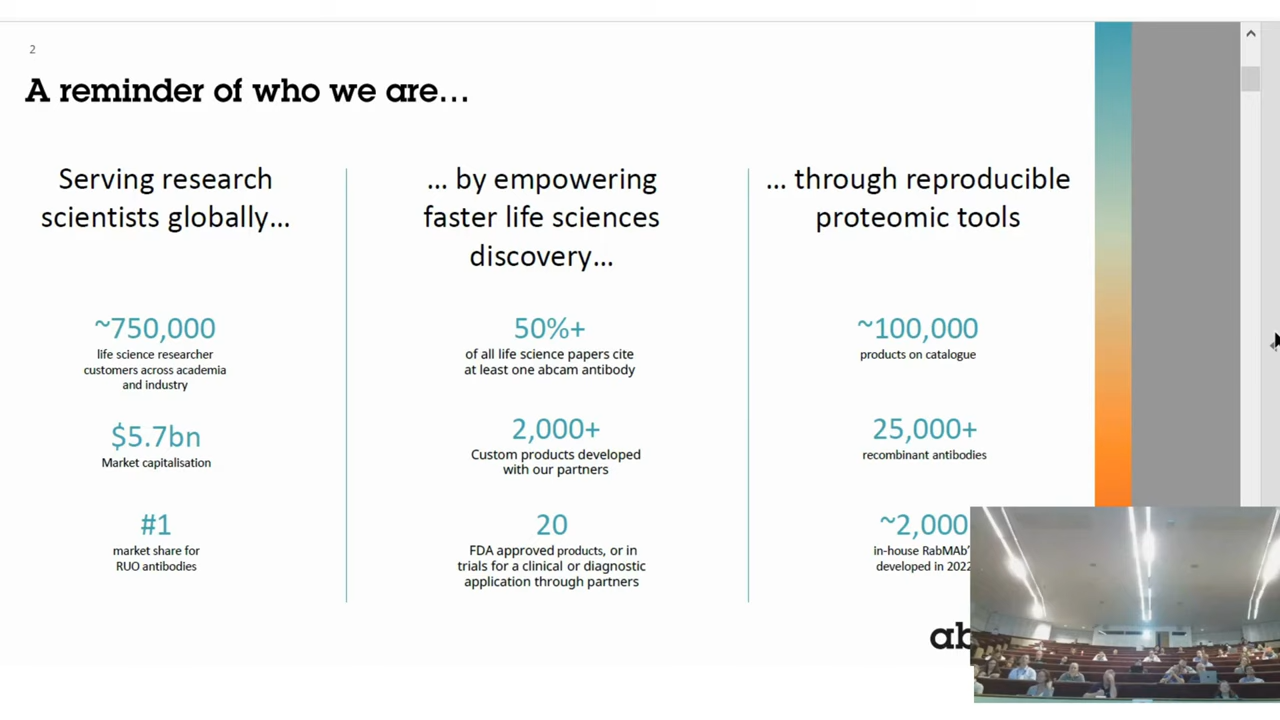 2
A reminder of who we are...
Serving research
scientists globally...
~750,000
life science researcher
customers across academia
and industry
$5.7bn
Market capitalisation
#1
market share for
RUO antibodies
... by empowering
faster life sciences
discovery...
50%+
of all life science papers cite
at least one abcam antibody
2,000+
Custom products developed
with our partners
20
FDA approved products, or in
trials for a clinical or diagnostic
application through partners
... through reproducible
proteomic tools
~100,000
products on catalogue
25,000+
recombinant antibodies
~2,000
in-house RabMAb
developed in 2022
ab